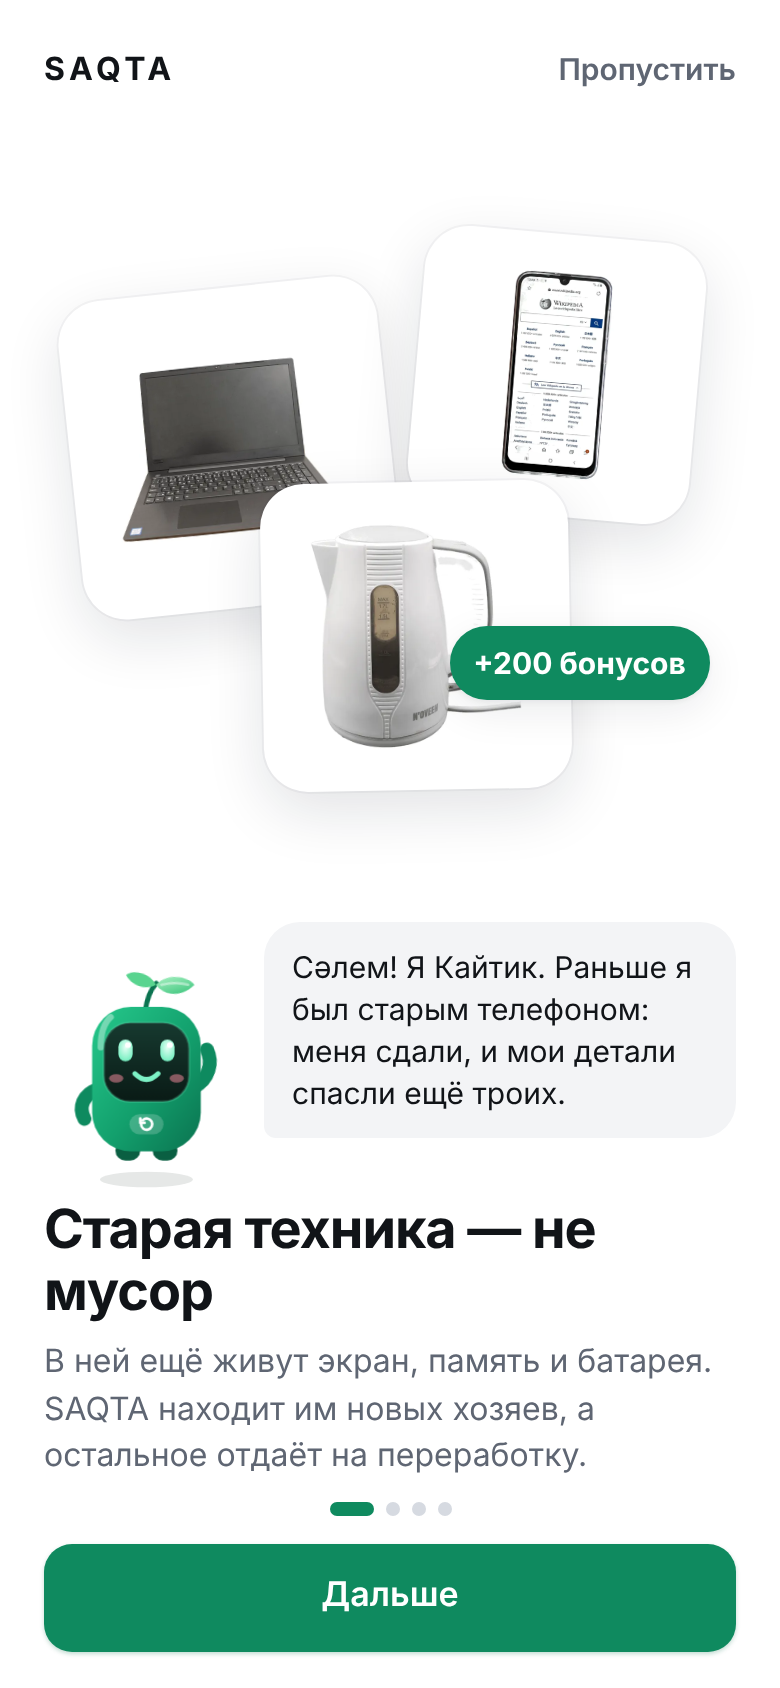 SAQTA
Пропустить
WIKIPEDIA
+200 бонусов
Сәлем! Я Кайтик. Раньше я
был старым телефоном:
меня сдали, и мои детали
спасли ещё троих.
Старая техника — не
мусор
В ней ещё живут экран, память и батарея.
SAQTA находит им новых хозяев, а
остальное отдаёт на переработку.
Дальше